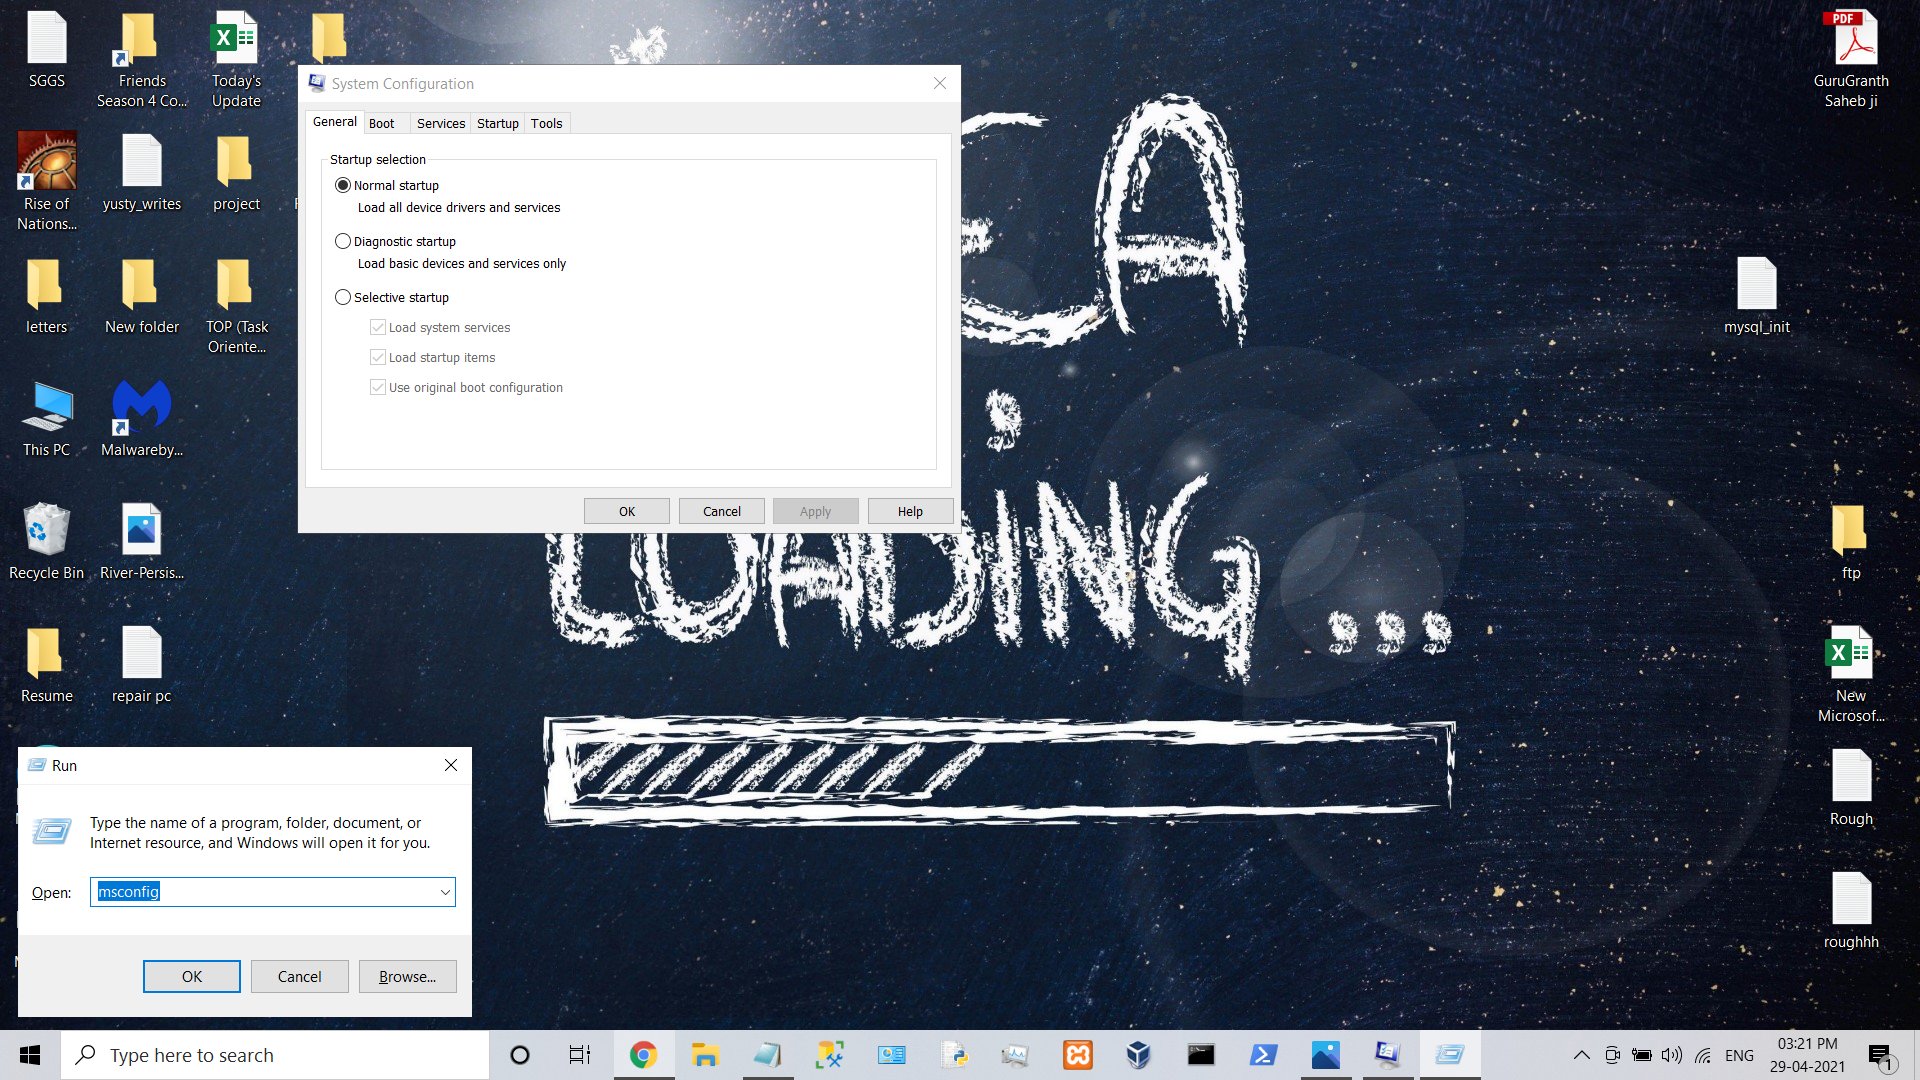 SGGS
Friends
Season 4 Co...
Today's
Update
Rise of
Nations...
yusty_writes
project
letters
New folder
TOP (Task
Oriente...
This PC
Malwareby...
Recycle Bin
River-Persis...
Resume
repair pc
System Configuration
General
Boot
Services
Startup
Tools
Startup selection
Normal startup
Load all device drivers and services
Diagnostic startup
Load basic devices and services only
Selective startup
Load system services
Load startup items
Use original boot configuration
OK
Cancel
Apply
Help
LOADING...
PDF
GuruGranth
Saheb ji
mysql_init
ftp
New
Microsof...
Rough
roughhh
Run
Type the name of a program, folder, document, or
Internet resource, and Windows will open it for you.
Open:
msconfig
OK
Cancel
Browse...
Type here to search
ENG
03:21 PM
29-04-2021
1